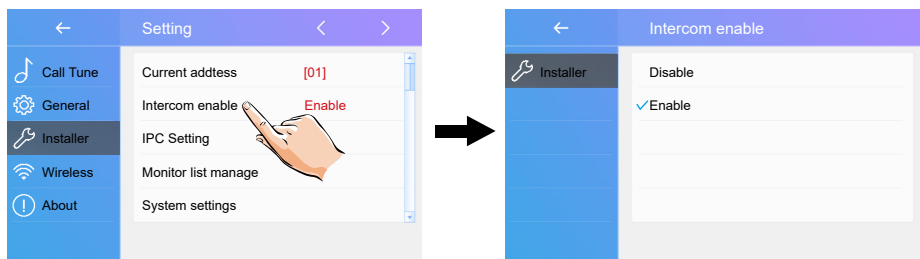 Setting
Call Tune
General
Installer
Wireless
About
Current addtess [01]
Intercom enable Enable
IPC Setting
Monitor list manage
System settings
Intercom enable
Installer
Disable
Enable